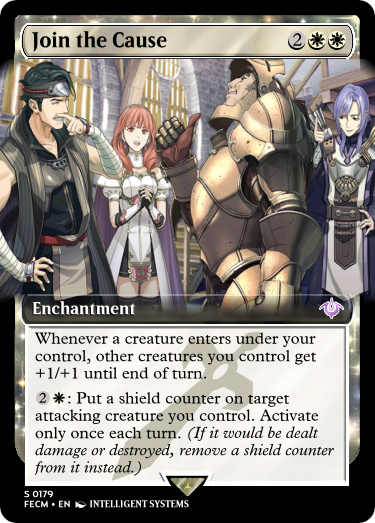 Join the Cause 2
Enchantment
Whenever a creature enters under your
control, other creatures you control get
+1/+1 until end of turn.
2 : Put a shield counter on target
attacking creature you control. Activate
only once each turn. (If it would be dealt
damage or destroyed, remove a shield counter
from it instead.)
S 0179
FECM • EN INTELLIGENT SYSTEMS